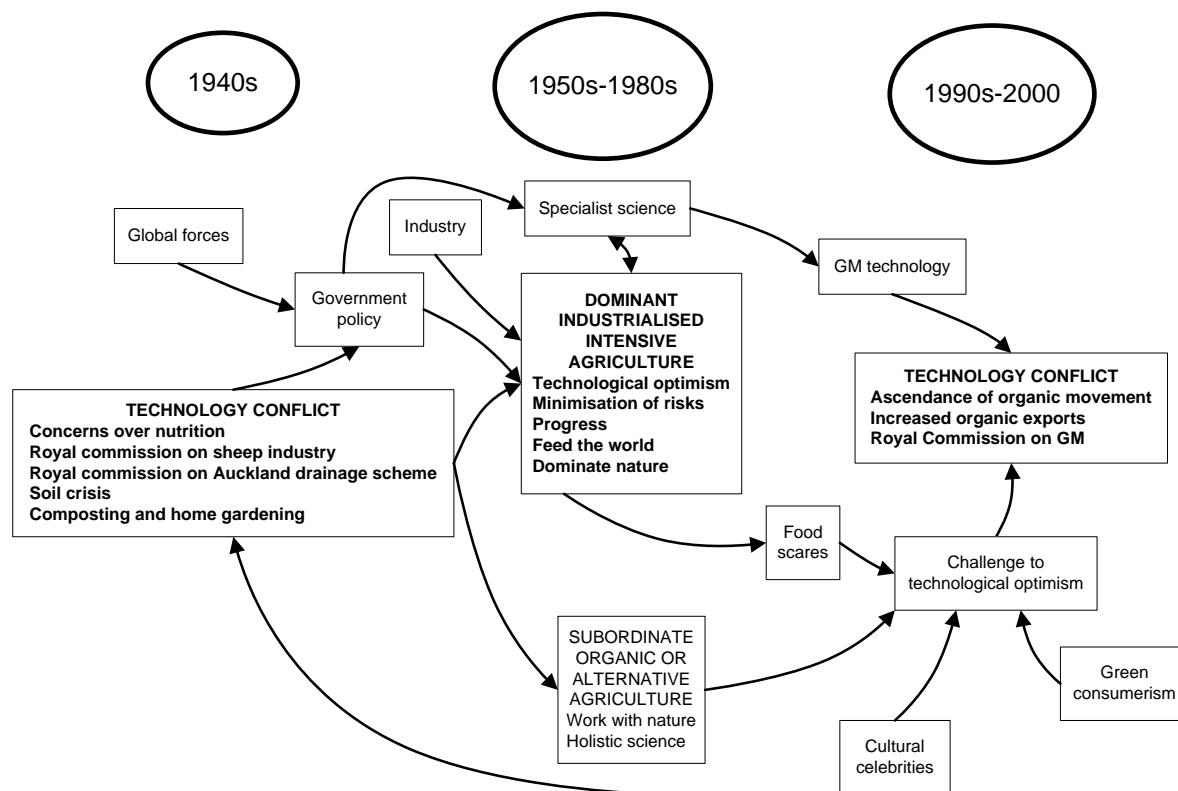 1940s
1950s-1980s
1990s-2000
Global forces
Industry
Specialist science
Government
policy
GM technology
DOMINANT
INDUSTRIALISED
INTENSIVE
AGRICULTURE
Technological optimism
Minimisation of risks
Progress
Feed the world
Dominate nature
TECHNOLOGY CONFLICT
Concerns over nutrition
Royal commission on sheep industry
Royal commission on Auckland drainage scheme
Soil crisis
Composting and home gardening
TECHNOLOGY CONFLICT
Ascendance of organic movement
Increased organic exports
Royal Commission on GM
Food
scares
Challenge to
technological optimism
SUBORDINATE
ORGANIC OR
ALTERNATIVE
AGRICULTURE
Work with nature
Holistic science
Green
consumerism
Cultural
celebrities